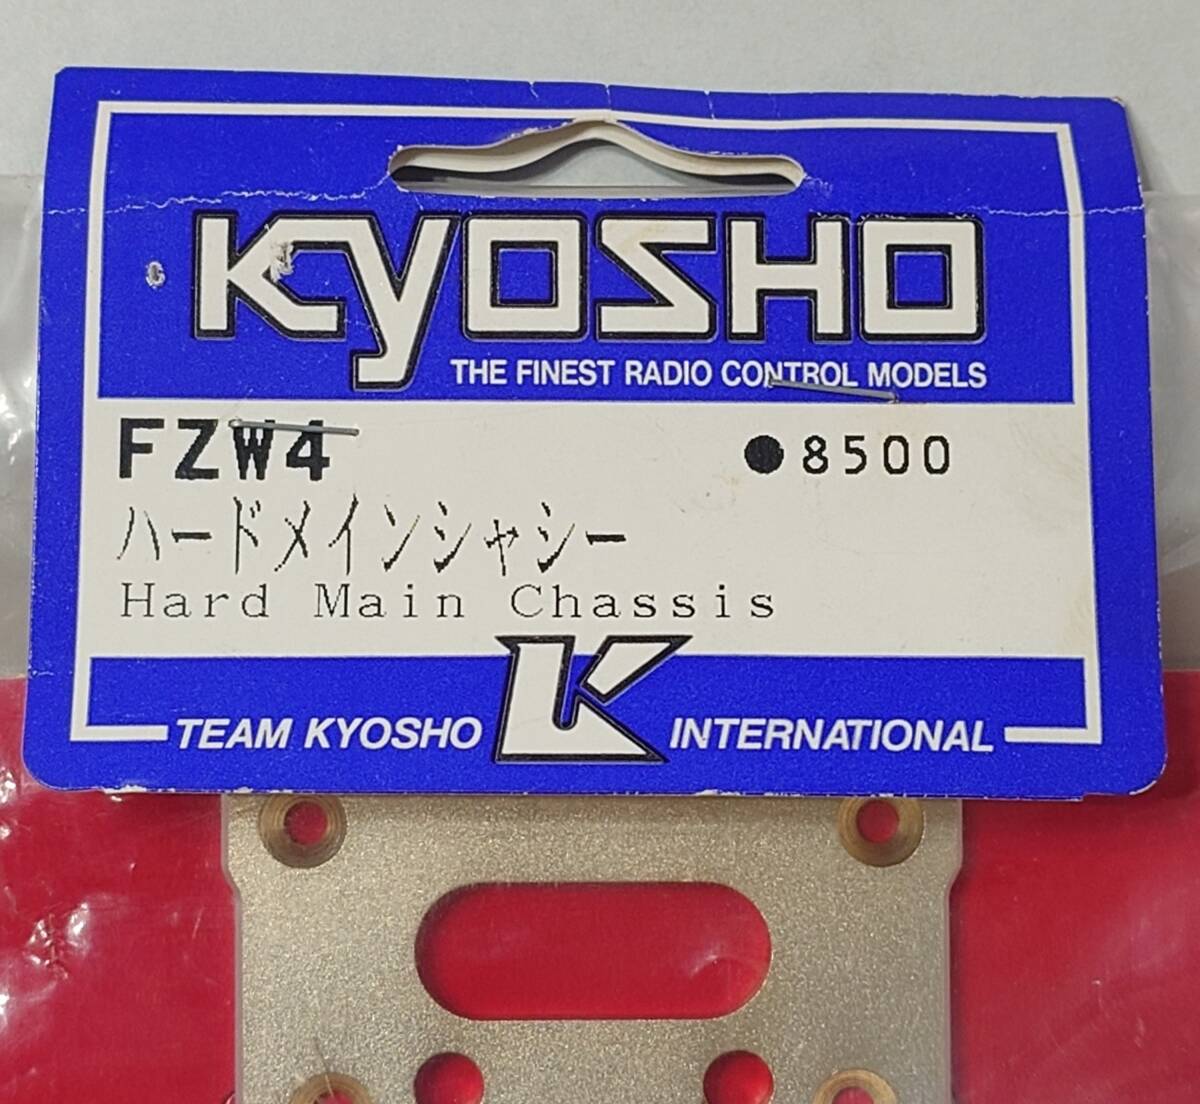 KYOSHO
THE FINEST RADIO CONTROL MODELS
FZW4 ●8500
ハードメインシャシー
Hard Main Chassis
TEAM KYOSHO K INTERNATIONAL